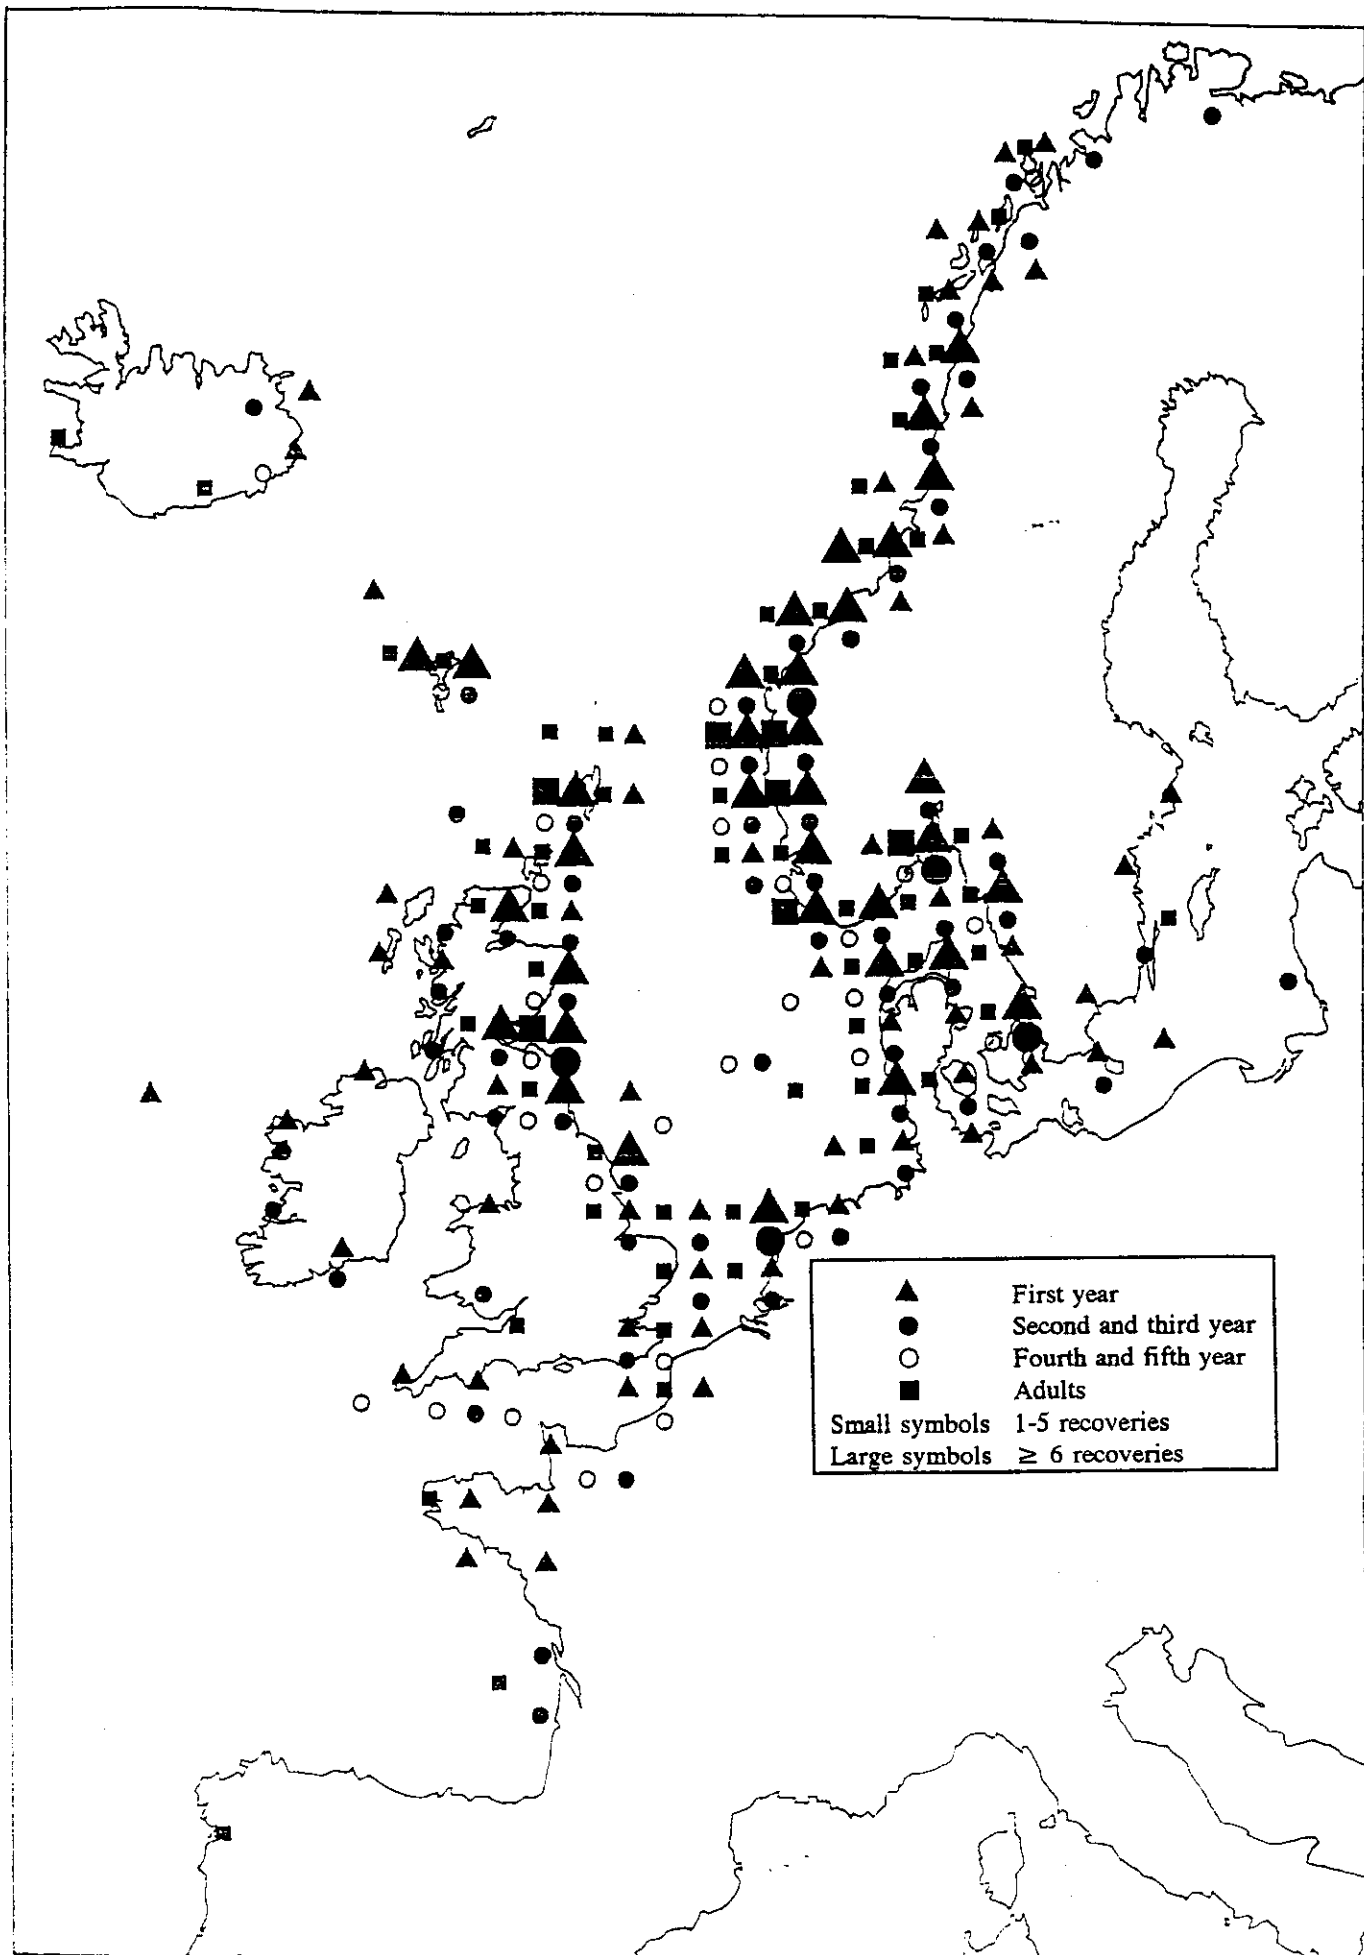 First year
Second and third year
Fourth and fifth year
Adults
Small symbols 1-5 recoveries
Large symbols ≥ 6 recoveries